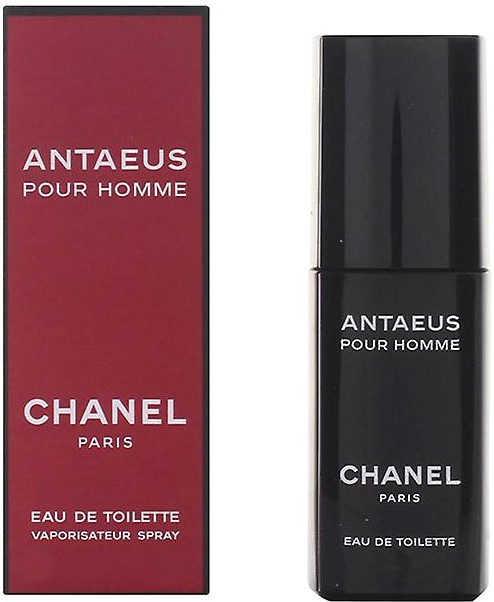 ANTAEUS
POUR HOMME
CHANEL
PARIS
EAU DE TOILETTE
VAPORISATEUR SPRAY
ANTAEUS
POUR HOMME
CHANEL
PARIS
EAU DE TOILETTE